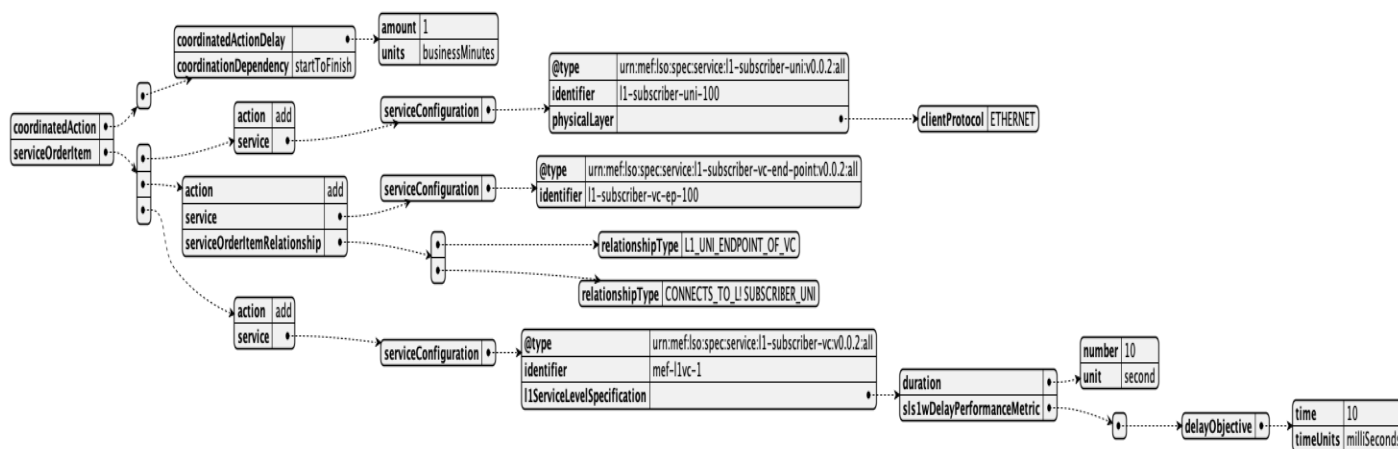 coordinatedAction
serviceOrderItem
coordinatedActionDelay
coordinationDependency startToFinish
amount 1
units businessMinutes
action add
service
serviceConfiguration
@type urn:mef:lso:spec:service:l1-subscriber-uni:v0.0.2:all
identifier l1-subscriber-uni-100
physicalLayer
clientProtocol ETHERNET
action add
service
serviceOrderItemRelationship
serviceConfiguration
@type urn:mef:lso:spec:service:l1-subscriber-vc-end-point:v0.0.2:all
identifier l1-subscriber-vc-ep-100
relationshipType L1_UNI_ENDPOINT_OF_VC
relationshipType CONNECTS_TO_L! SUBSCRIBER_UNI
action add
service
serviceConfiguration
@type urn:mef:lso:spec:service:l1-subscriber-vc:v0.0.2:all
identifier mef-l1vc-1
l1ServiceLevelSpecification
duration
sls1wDelayPerformanceMetric
number 10
unit second
delayObjective
time 10
timeUnits milliSeconds